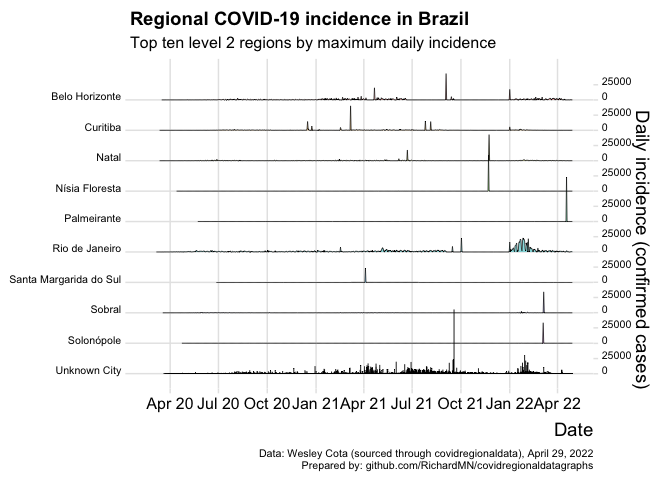 Regional COVID-19 incidence in Brazil
Top ten level 2 regions by maximum daily incidence
Belo Horizonte
Curitiba
Natal
Nísia Floresta
Palmeirante
Rio de Janeiro
Santa Margarida do Sul
Sobral
Solonópole
Unknown City
25000
0
25000
0
25000
0
25000
0
25000
0
25000
0
25000
0
25000
0
25000
0
25000
0
Daily incidence (confirmed cases)
Apr 20 Jul 20 Oct 20 Jan 21 Apr 21 Jul 21 Oct 21 Jan 22 Apr 22
Date
Data: Wesley Cota (sourced through covidregionaldata), April 29, 2022
Prepared by: github.com/RichardMN/covidregionaldatagraphs